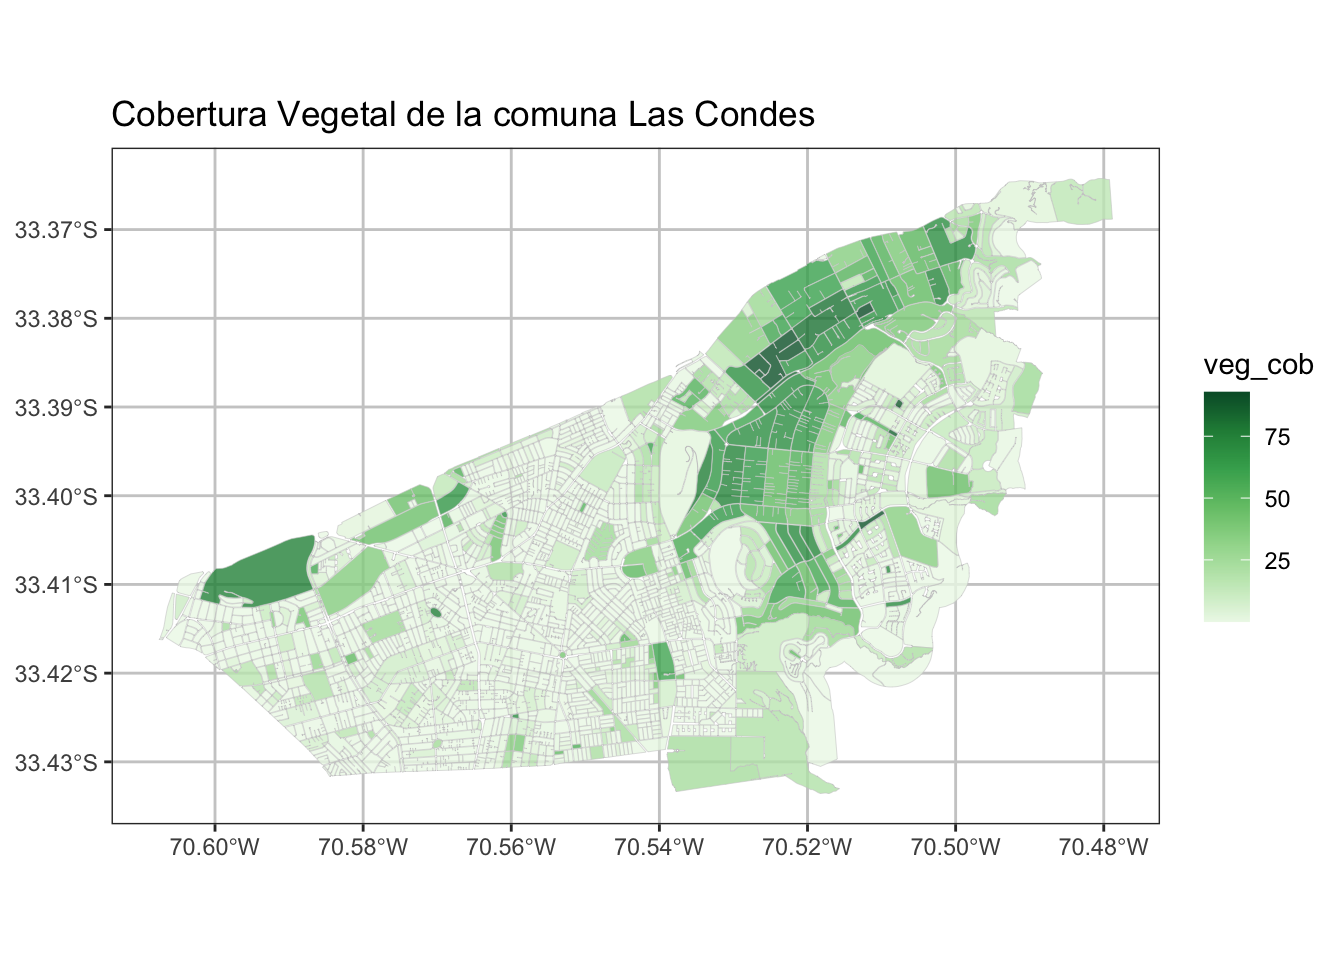 Cobertura Vegetal de la comuna Las Condes
33.37°S
33.38°S
33.39°S
33.40°S
33.41°S
33.42°S
33.43°S
70.60°W 70.58°W 70.56°W 70.54°W 70.52°W 70.50°W 70.48°W
veg_cob
75
50
25